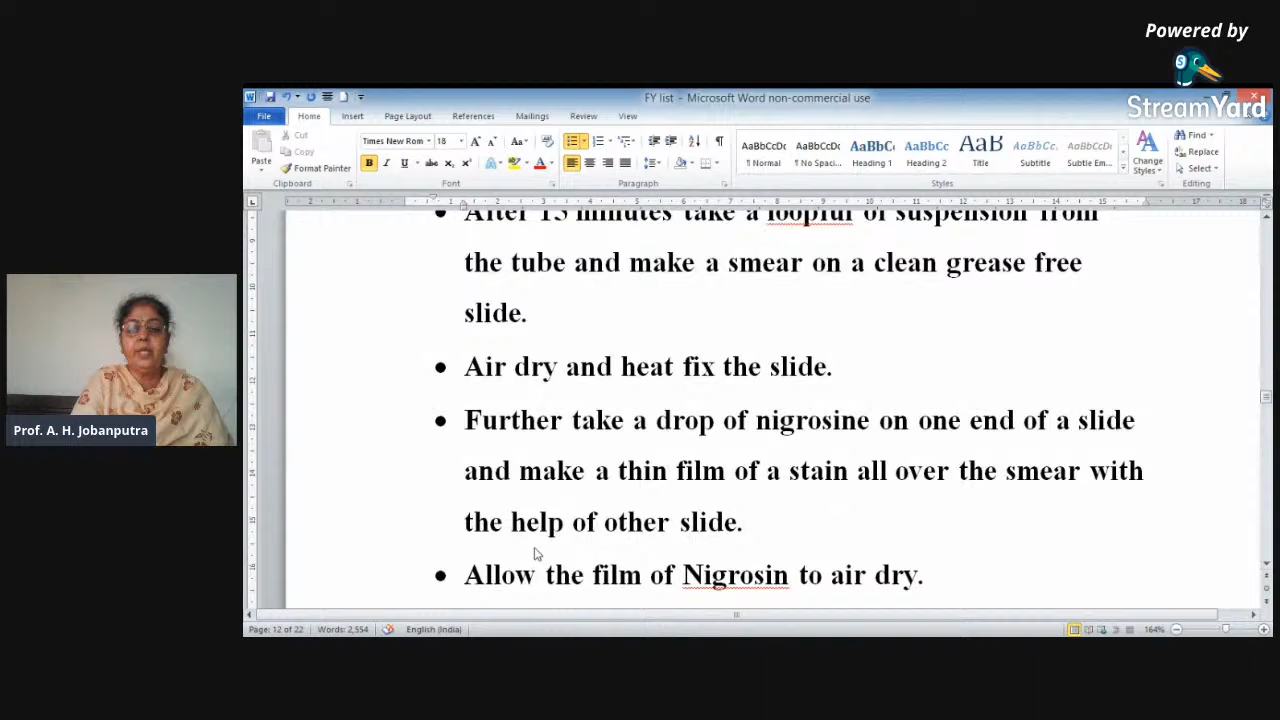 Powered by
StreamYard
FY list - Microsoft Word non-commercial use
File Home Insert Page Layout References Mailings Review View
Cut
Copy
Paste
Format Painter
Times New Rom 18
AaBbCcDc AaBbCcDc AaBbC AaBbCc AaB AaBbCc. AaBbCcDc
¶ Normal ¶ No Spaci... Heading 1 Heading 2 Title Subtitle Subtle Em...
Change
Styles
Find
Replace
Select
Clipboard Font Paragraph Styles Editing
• After 15 minutes take a loopful of suspension from
the tube and make a smear on a clean grease free
slide.
• Air dry and heat fix the slide.
• Further take a drop of nigrosine on one end of a slide
and make a thin film of a stain all over the smear with
the help of other slide.
• Allow the film of Nigrosin to air dry.
Prof. A. H. Jobanputra
Page: 12 of 22 Words: 2,554 English (India) 164%